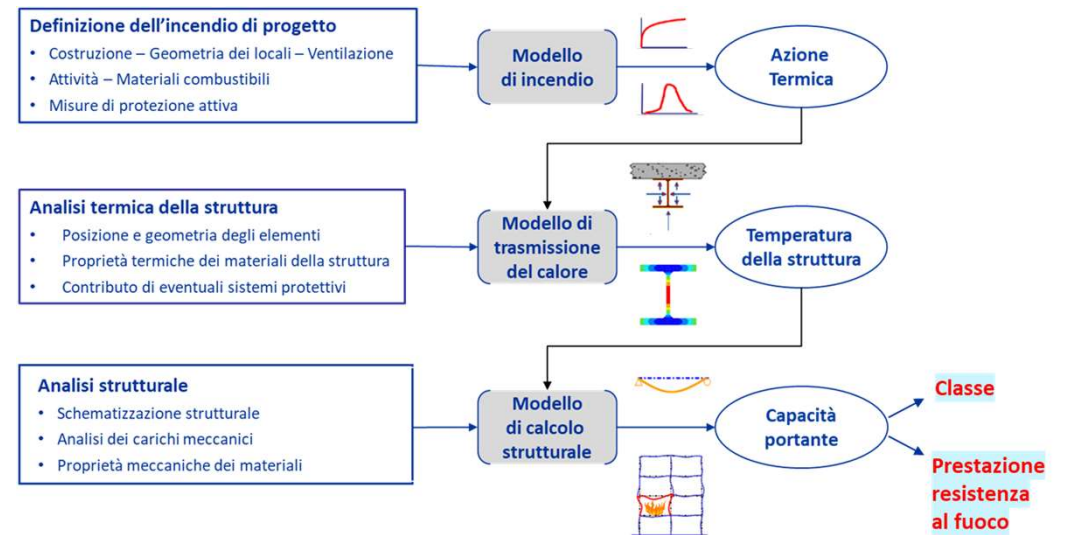 Definizione dell'incendio di progetto
• Costruzione – Geometria dei locali – Ventilazione
• Attività – Materiali combustibili
• Misure di protezione attiva
Modello
di incendio
Azione
Termica
Analisi termica della struttura
• Posizione e geometria degli elementi
• Proprietà termiche dei materiali della struttura
• Contributo di eventuali sistemi protettivi
Modello di
trasmissione
del calore
Temperatura
della struttura
Analisi strutturale
• Schematizzazione strutturale
• Analisi dei carichi meccanici
• Proprietà meccaniche dei materiali
Modello
di calcolo
strutturale
Capacità
portante
Classe
Prestazione
resistenza
al fuoco